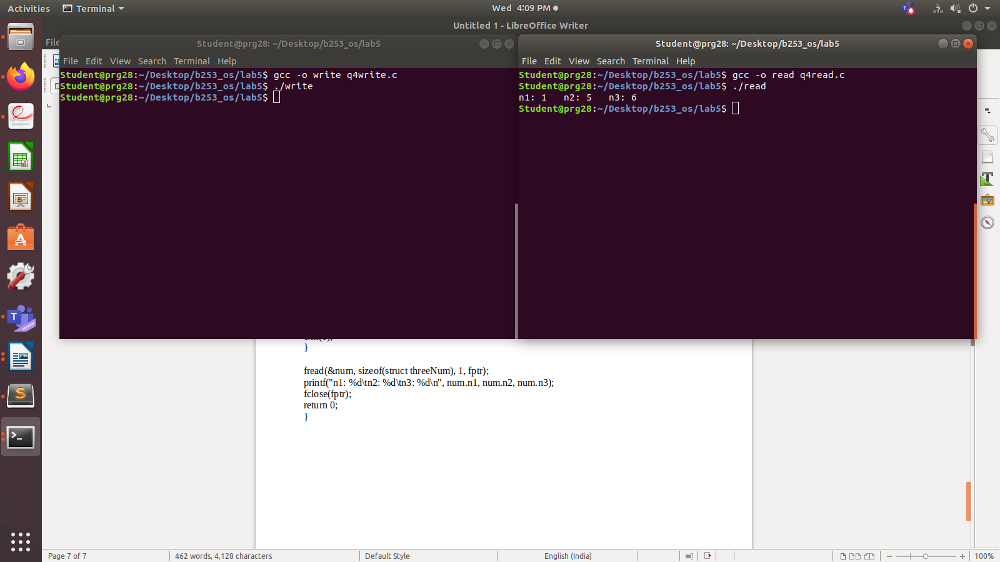 Activities Terminal Wed 4:09 PM
Untitled 1 - LibreOffice Writer
File
Student@prg28: ~/Desktop/b253_os/lab5
File Edit View Search Terminal Help
Student@prg28:~/Desktop/b253_os/lab5$ gcc -o write q4write.c
Student@prg28:~/Desktop/b253_os/lab5$ ./write
Student@prg28:~/Desktop/b253_os/lab5$
Student@prg28: ~/Desktop/b253_os/lab5
File Edit View Search Terminal Help
Student@prg28:~/Desktop/b253_os/lab5$ gcc -o read q4read.c
Student@prg28:~/Desktop/b253_os/lab5$ ./read
n1: 1 n2: 5 n3: 6
Student@prg28:~/Desktop/b253_os/lab5$
}
fread(&num, sizeof(struct threeNum), 1, fptr);
printf("n1: %d\tn2: %d\tn3: %d\n", num.n1, num.n2, num.n3);
fclose(fptr);
return 0;
}
PREVIEW
Page 7 of 7 462 words, 4,128 characters Default Style English (India) 100%